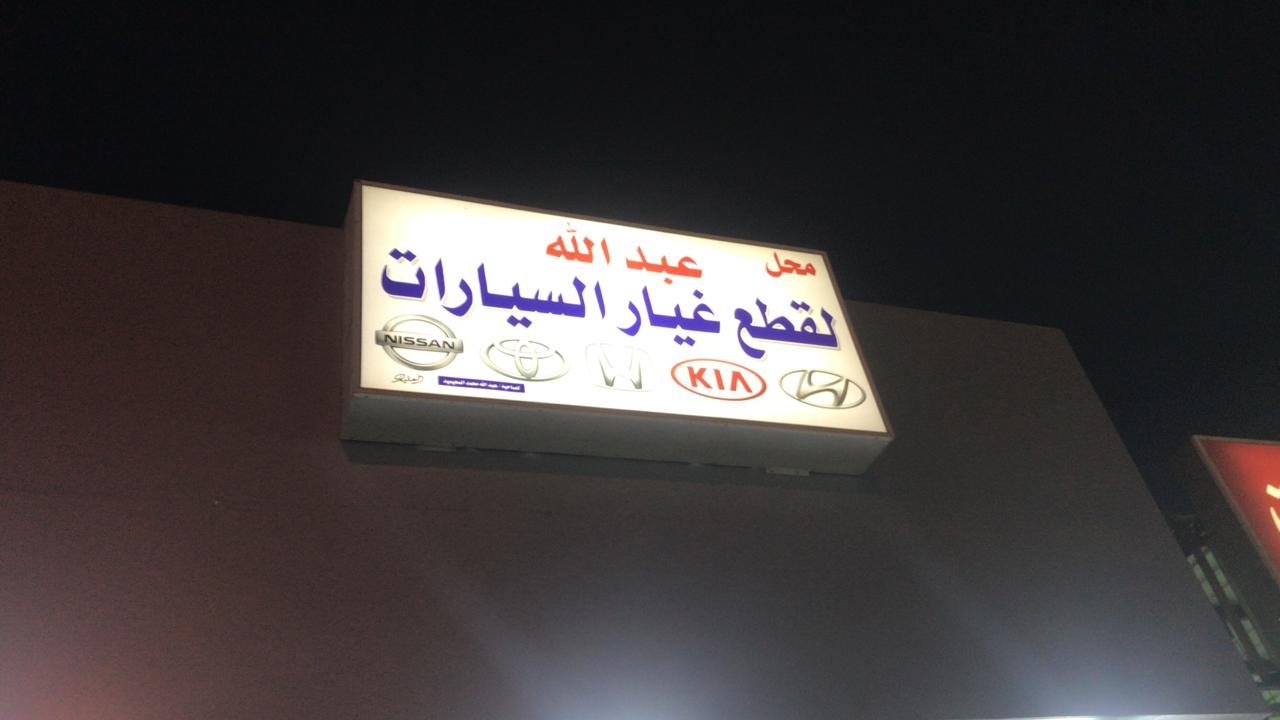 محل عبد الله
لقطع غيار السيارات
NISSAN
KIA